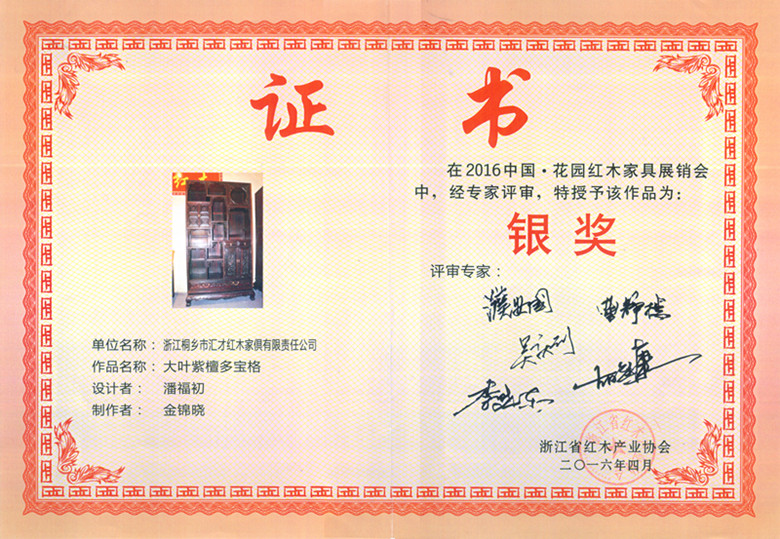 证书
在2016中国·花园红木家具展销会
中，经专家评审，特授予该作品为：
银奖
评审专家：
单位名称：浙江桐乡市汇才红木家俱有限责任公司
作品名称：大叶紫檀多宝格
设计者：潘福初
制作者：金锦晓
浙江省红木产业协会
二〇一六年四月